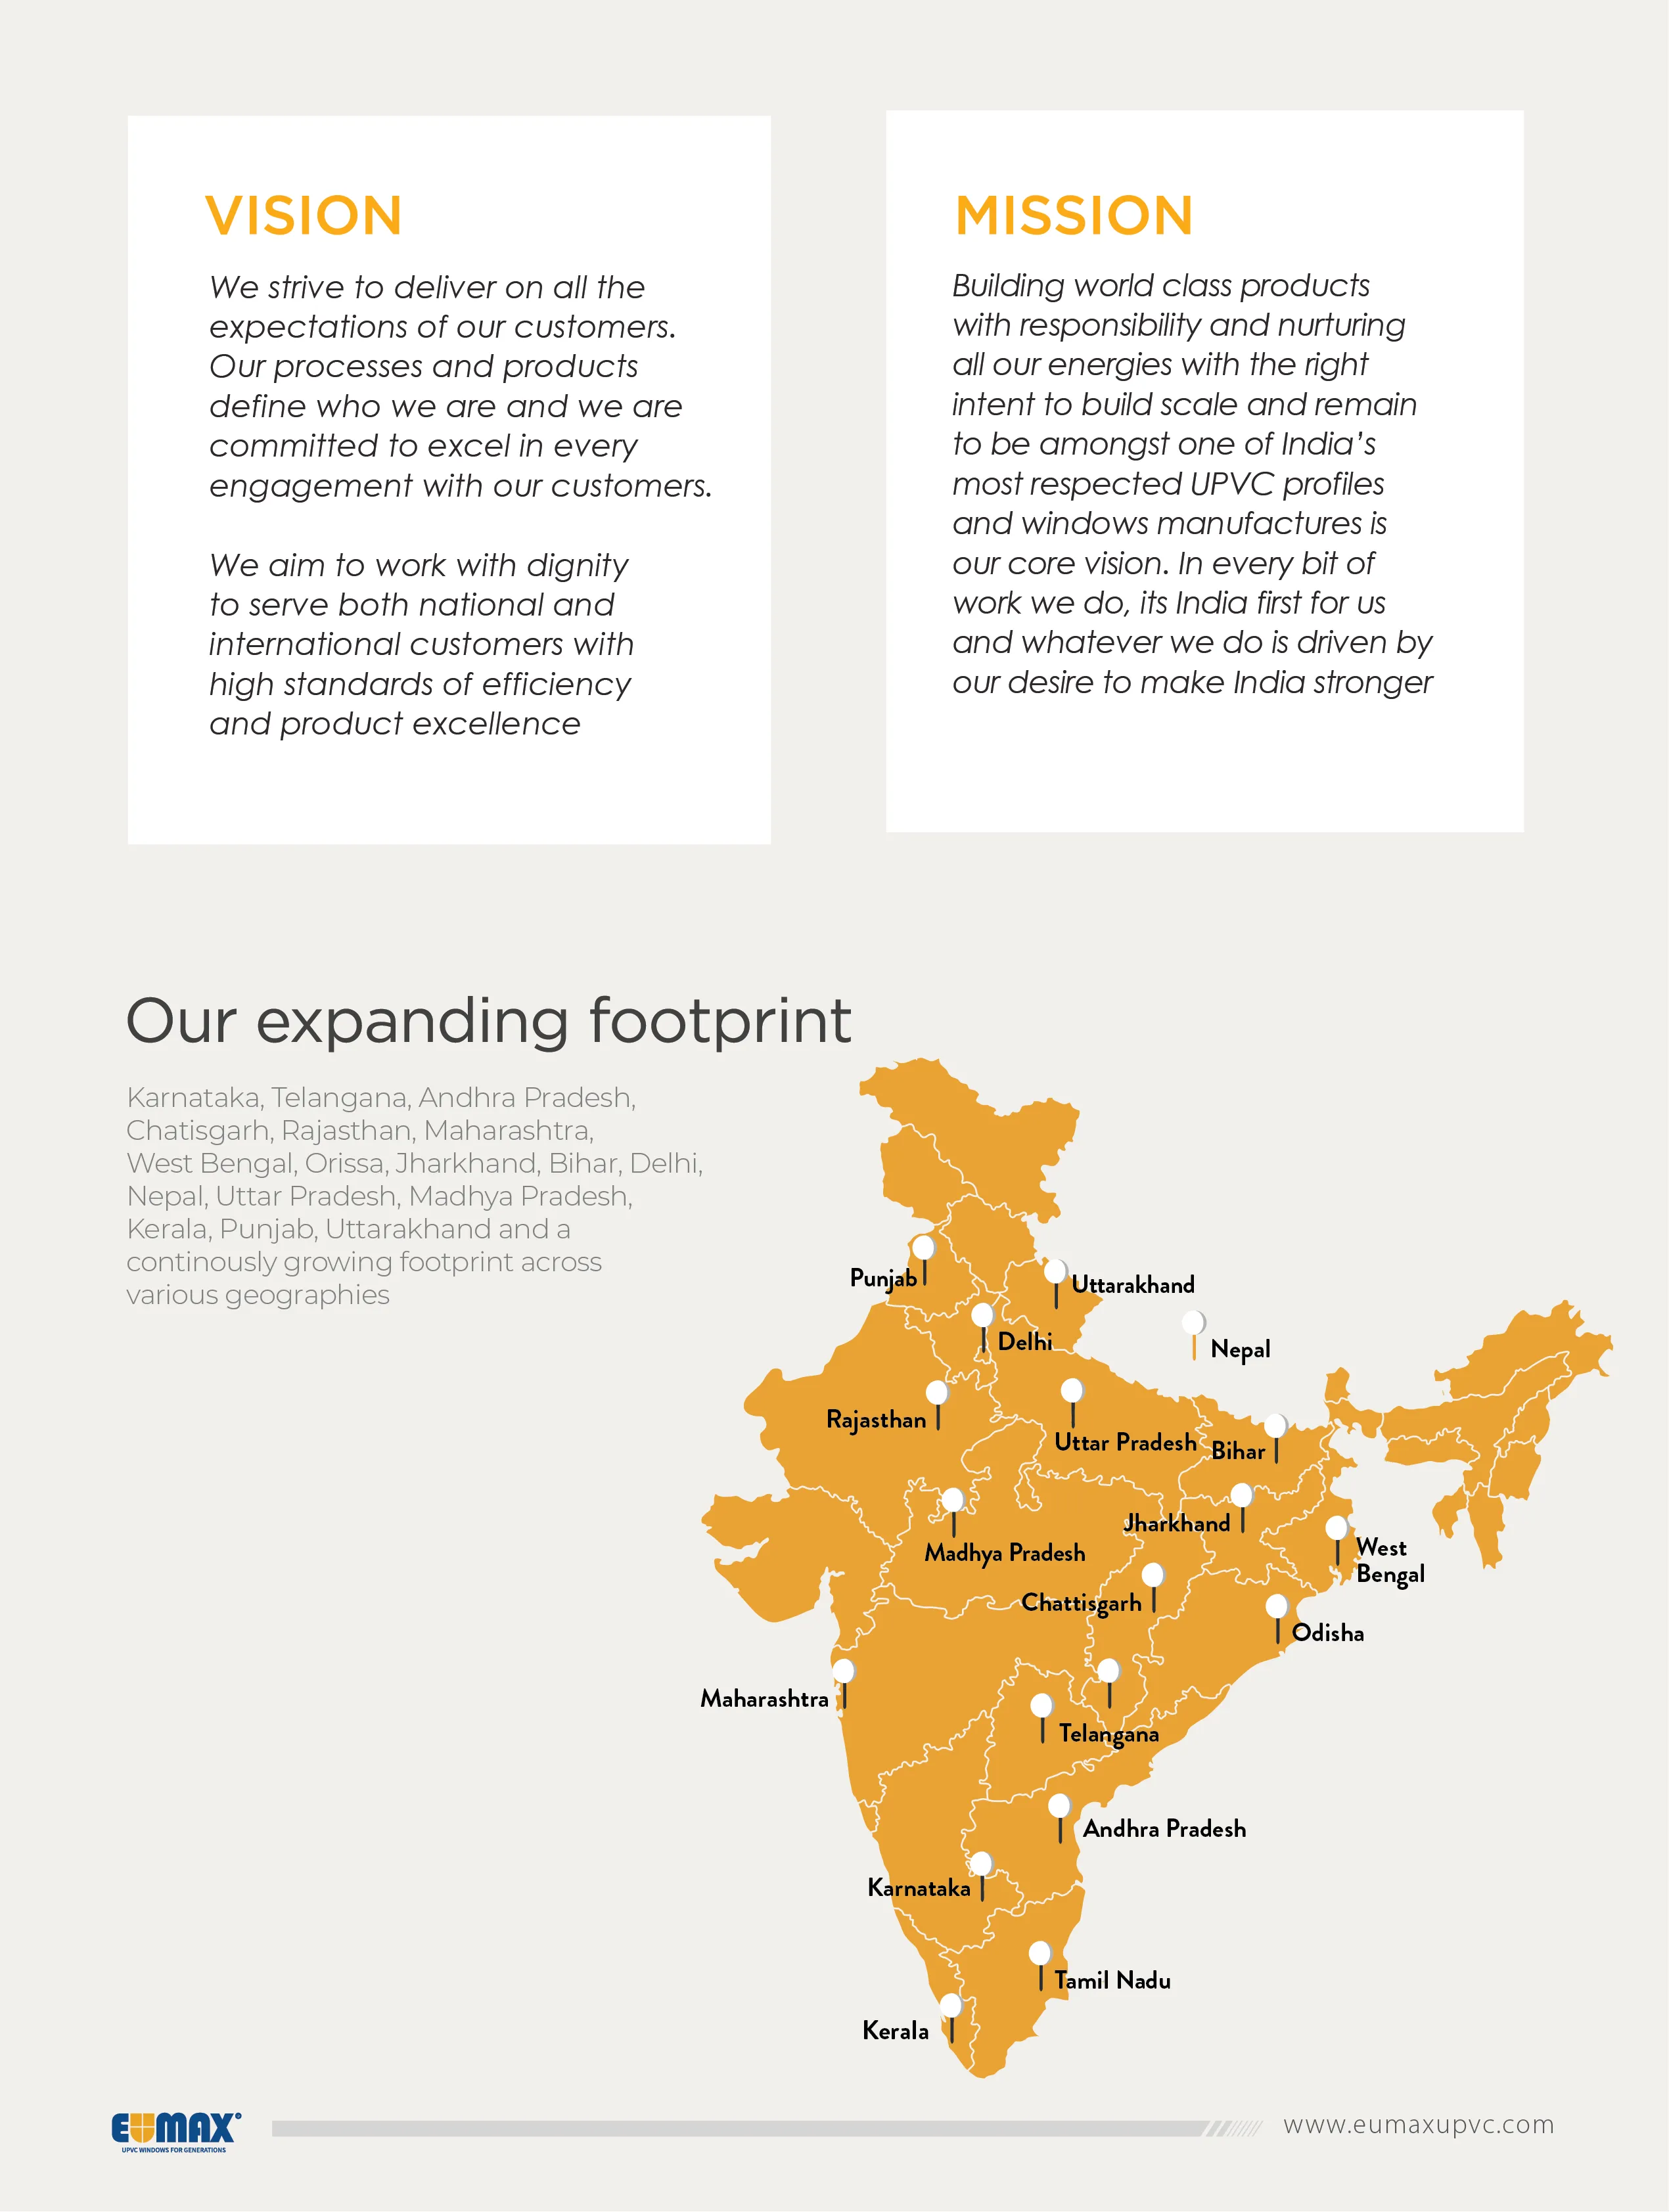 VISION
We strive to deliver on all the
expectations of our customers.
Our processes and products
define who we are and we are
committed to excel in every
engagement with our customers.
We aim to work with dignity
to serve both national and
international customers with
high standards of efficiency
and product excellence
MISSION
Building world class products
with responsibility and nurturing
all our energies with the right
intent to build scale and remain
to be amongst one of India's
most respected UPVC profiles
and windows manufactures is
our core vision. In every bit of
work we do, its India first for us
and whatever we do is driven by
our desire to make India stronger
Our expanding footprint
Karnataka, Telangana, Andhra Pradesh,
Chatisgarh, Rajasthan, Maharashtra,
West Bengal, Orissa, Jharkhand, Bihar, Delhi,
Nepal, Uttar Pradesh, Madhya Pradesh,
Kerala, Punjab, Uttarakhand and a
continously growing footprint across
various geographies
Punjab
Uttarakhand
Delhi
Nepal
Rajasthan
Uttar Pradesh
Bihar
Jharkhand
Madhya Pradesh
West
Bengal
Chattisgarh
Odisha
Maharashtra
Telangana
Andhra Pradesh
Karnataka
Tamil Nadu
Kerala
EUMAX®
UPVC WINDOWS FOR GENERATIONS
www.eumaxupvc.com